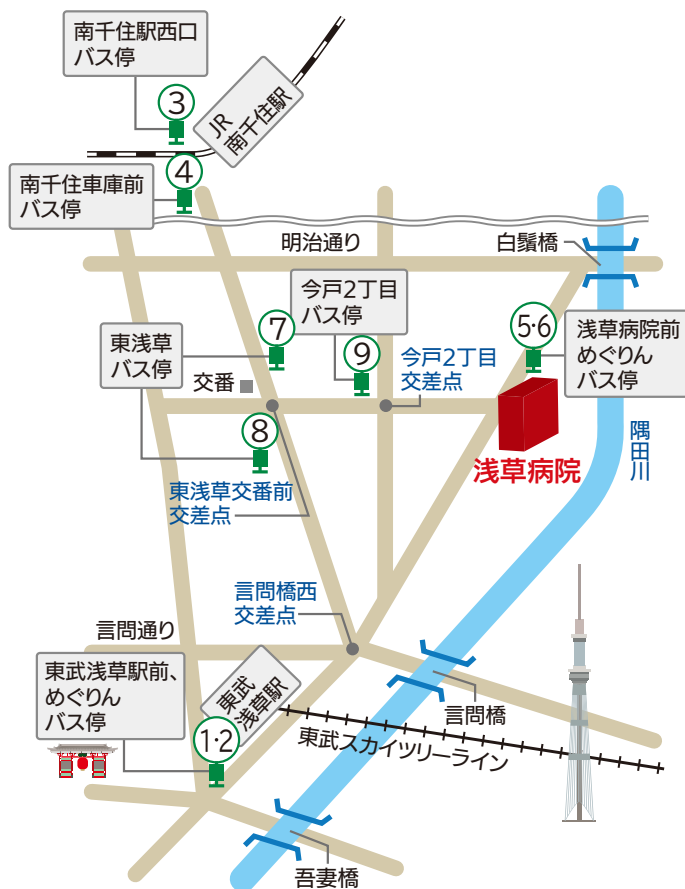 南千住駅西口
バス停
3
JR
南千住駅
4
南千住車庫前
バス停
明治通り
白鬚橋
今戸2丁目
バス停
7
9
5·6
東浅草
バス停
交番
今戸2丁目
交差点
浅草病院前
めぐりん
バス停
8
隅田川
浅草病院
東浅草交番前
交差点
言問橋西
交差点
言問通り
東武浅草駅前、
めぐりん
バス停
東武
浅草駅
1·2
言問橋
東武スカイツリーライン
吾妻橋